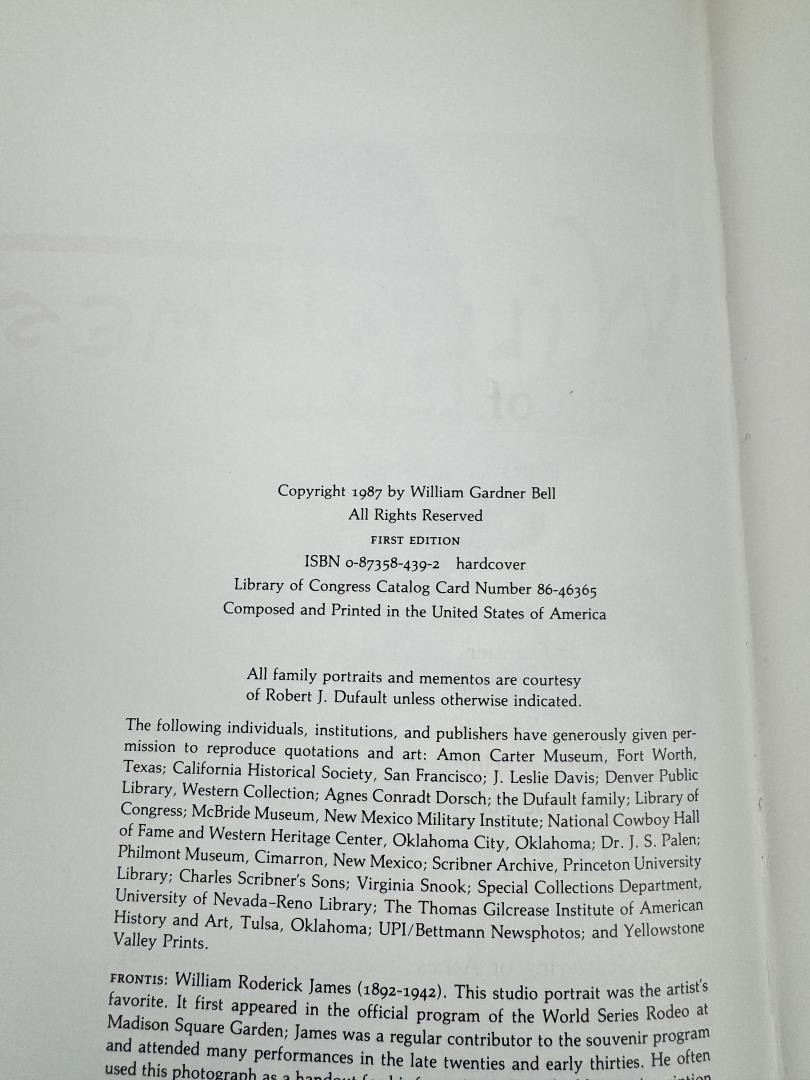 Copyright 1987 by William Gardner Bell
All Rights Reserved
FIRST EDITION
ISBN 0-87358-439-2 hardcover
Library of Congress Catalog Card Number 86-46365
Composed and Printed in the United States of America
All family portraits and mementos are courtesy
of Robert J. Dufault unless otherwise indicated.
The following individuals, institutions, and publishers have generously given per-
mission to reproduce quotations and art: Amon Carter Museum, Fort Worth,
Texas; California Historical Society, San Francisco; J. Leslie Davis; Denver Public
Library, Western Collection; Agnes Conradt Dorsch; the Dufault family; Library of
Congress; McBride Museum, New Mexico Military Institute; National Cowboy Hall
of Fame and Western Heritage Center, Oklahoma City, Oklahoma; Dr. J. S. Palen;
Philmont Museum, Cimarron, New Mexico; Scribner Archive, Princeton University
Library; Charles Scribner's Sons; Virginia Snook; Special Collections Department,
University of Nevada-Reno Library; The Thomas Gilcrease Institute of American
History and Art, Tulsa, Oklahoma; UPI/Bettmann Newsphotos; and Yellowstone
Valley Prints.
FRONTIS: William Roderick James (1892-1942). This studio portrait was the artist's
favorite. It first appeared in the official program of the World Series Rodeo at
Madison Square Garden; James was a regular contributor to the souvenir program
and attended many performances in the late twenties and early thirties. He often
used this photograph as a handout